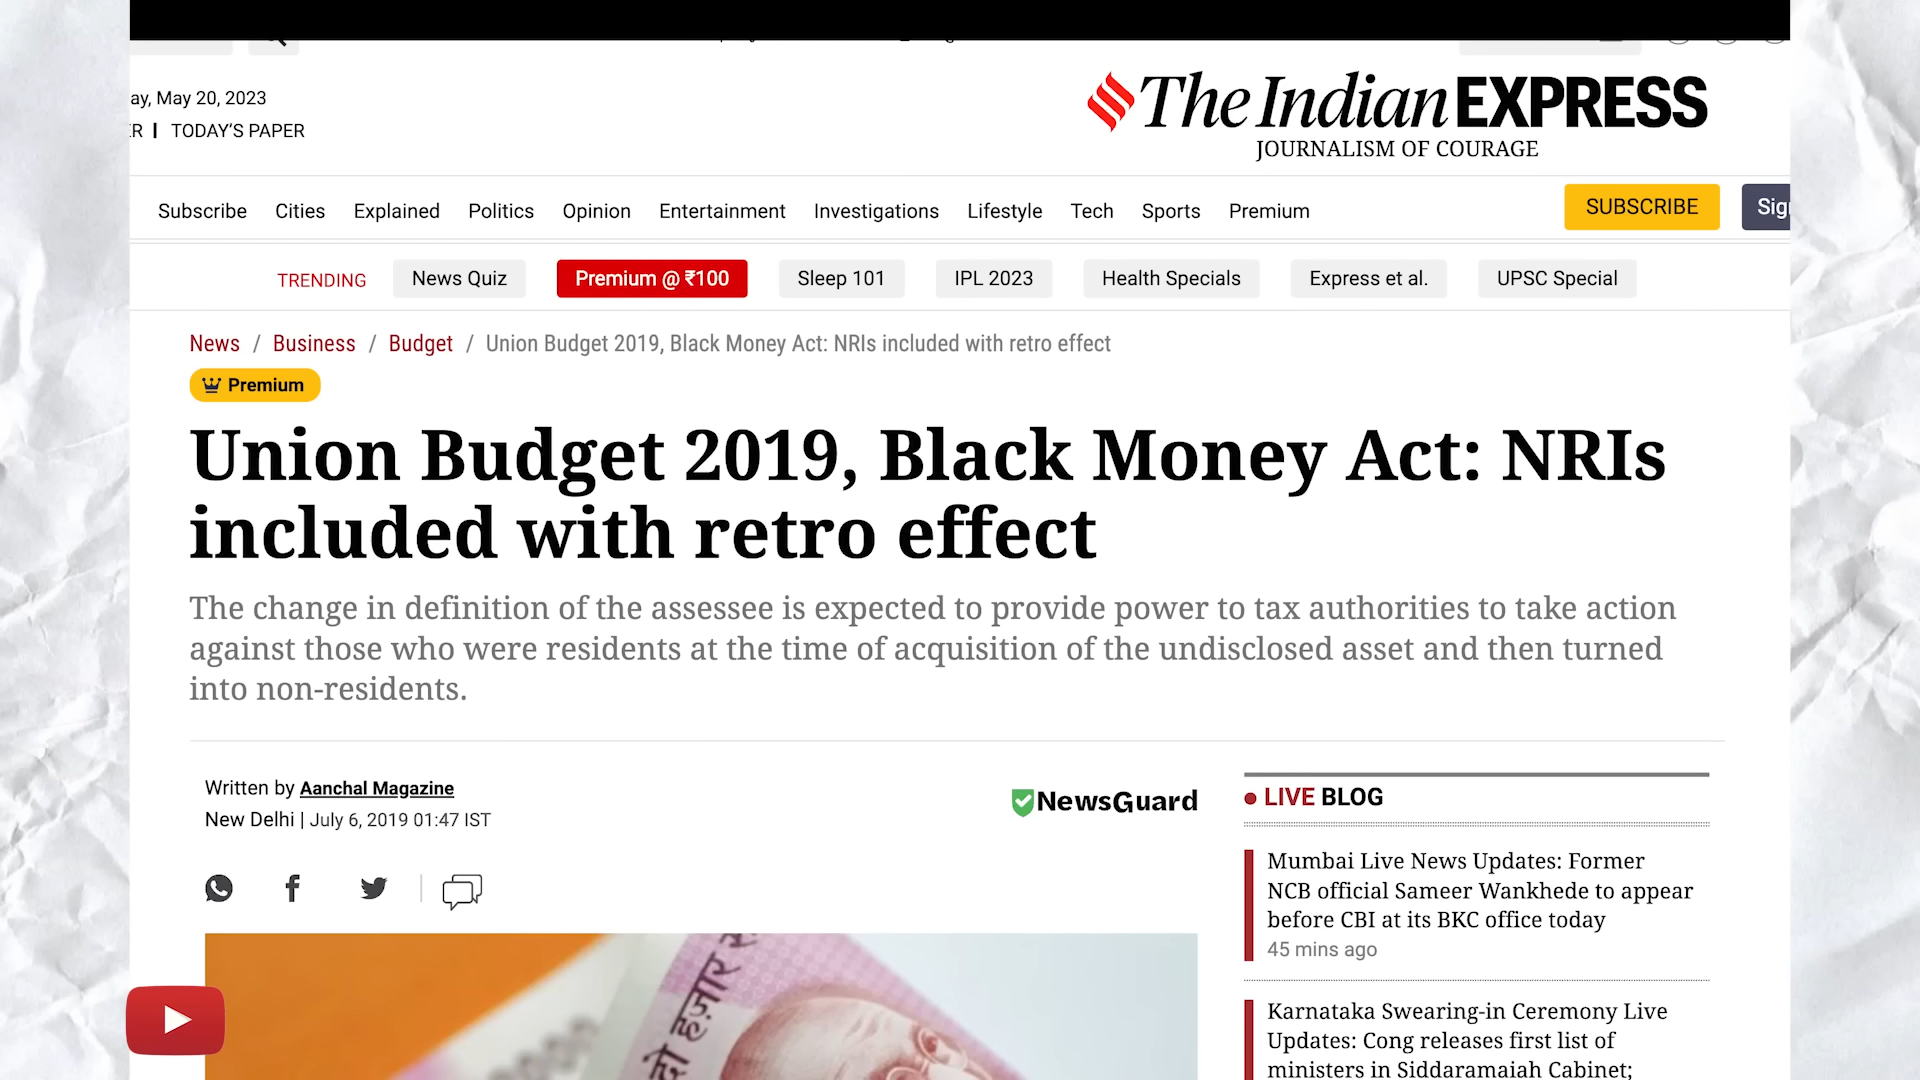 ay, May 20, 2023
ER | TODAY'S PAPER
The Indian EXPRESS
JOURNALISM OF COURAGE
Subscribe Cities Explained Politics Opinion Entertainment Investigations Lifestyle Tech Sports Premium SUBSCRIBE Sig
TRENDING News Quiz Premium @ ₹100 Sleep 101 IPL 2023 Health Specials Express et al. UPSC Special
News / Business / Budget / Union Budget 2019, Black Money Act: NRIs included with retro effect
Premium
Union Budget 2019, Black Money Act: NRIs
included with retro effect
The change in definition of the assessee is expected to provide power to tax authorities to take action
against those who were residents at the time of acquisition of the undisclosed asset and then turned
into non-residents.
Written by Aanchal Magazine
New Delhi | July 6, 2019 01:47 IST
NewsGuard
LIVE BLOG
Mumbai Live News Updates: Former
NCB official Sameer Wankhede to appear
before CBI at its BKC office today
45 mins ago
Karnataka Swearing-in Ceremony Live
Updates: Cong releases first list of
ministers in Siddaramaiah Cabinet;
दो हज़ार